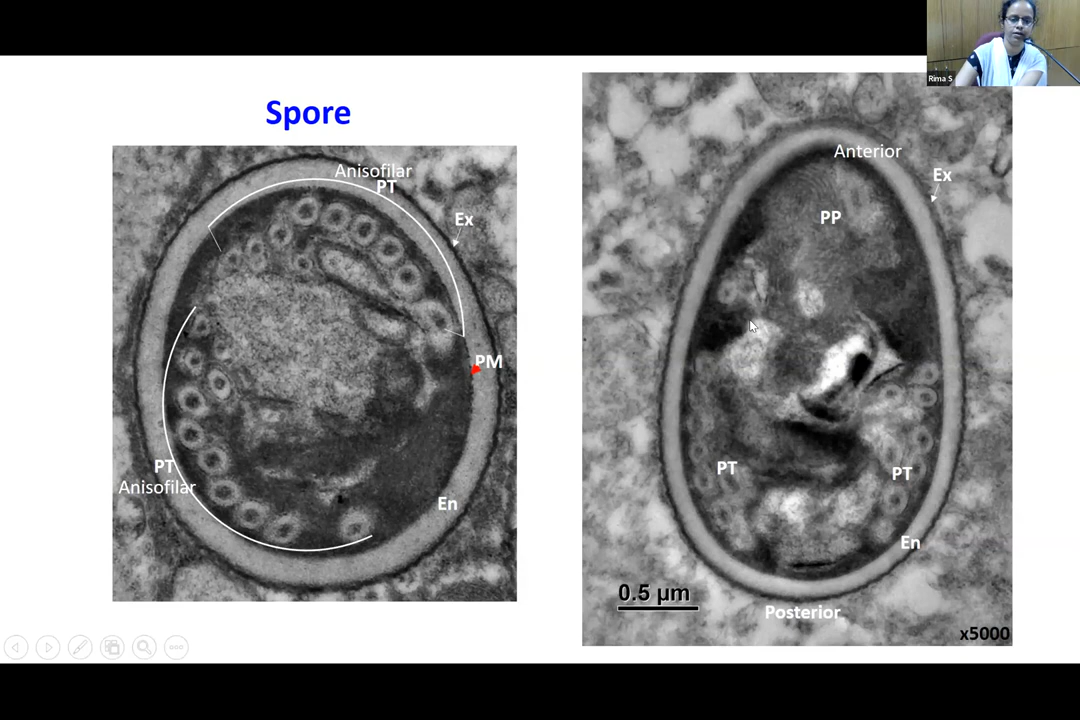 Rima S
Spore
Anisofilar
PT
Ex
PM
PT
Anisofilar
En
Anterior
Ex
PP
PT
PT
En
0.5 µm
Posterior
x5000